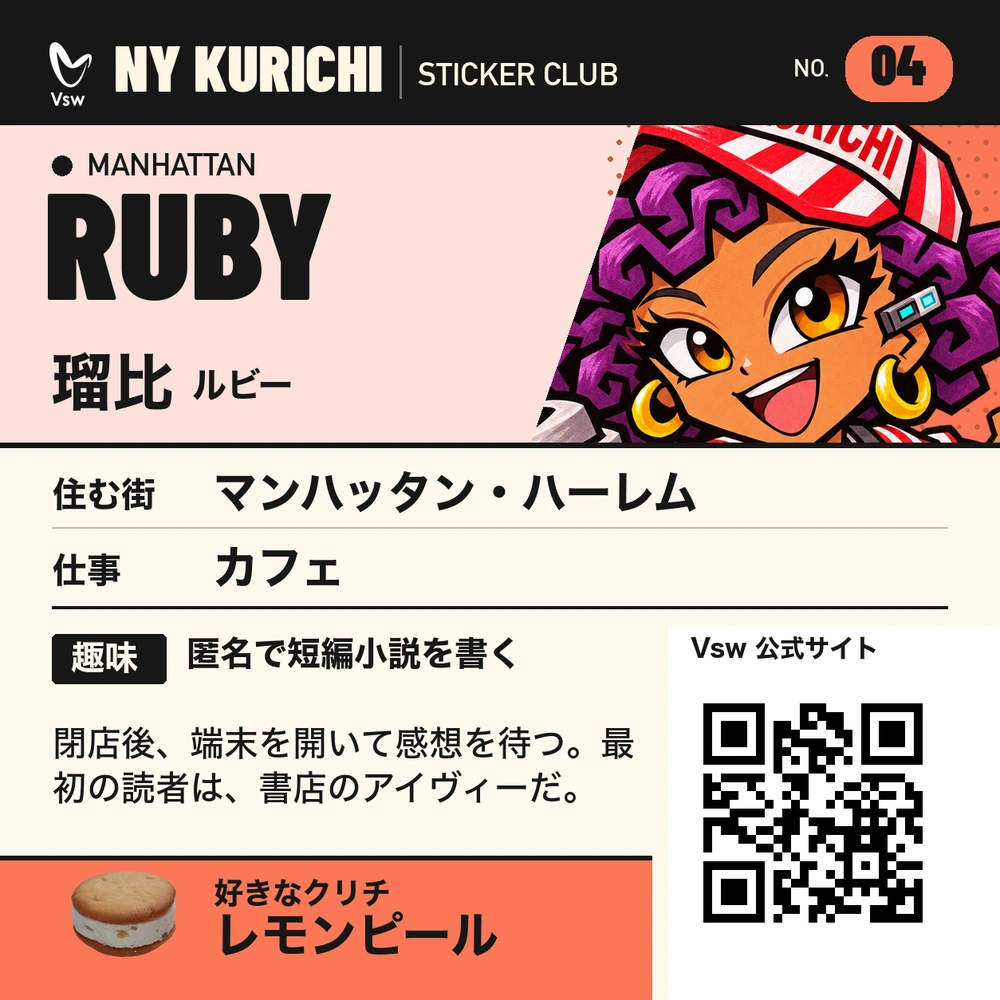 Vsw
NY KURICHI
STICKER CLUB
NO. 04
MANHATTAN
RUBY
瑠比 ルビー
住む街 マンハッタン・ハーレム
仕事 カフェ
趣味 匿名で短編小説を書く
閉店後、端末を開いて感想を待つ。最
初の読者は、書店のアイヴィーだ。
Vsw 公式サイト
好きなクリチ
レモンピール